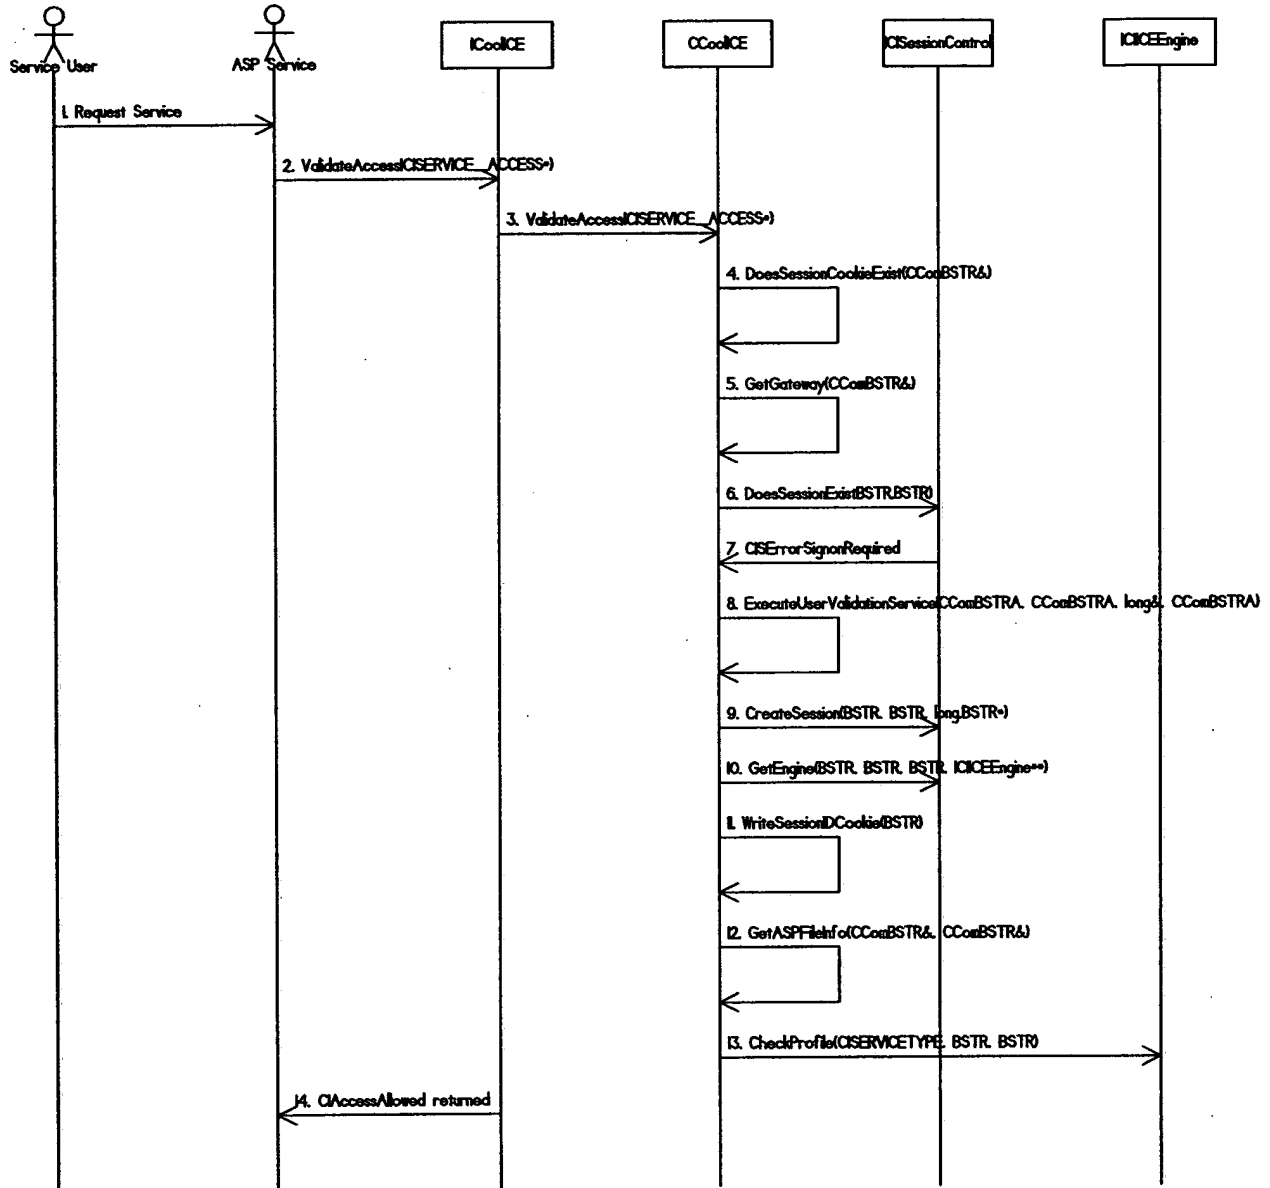 Service User
ASP Service
ICoolICE
CCoolICE
ICISessionControl
ICIICEEngine
1. Request Service
2. ValidateAccess(CISERVICE_ACCESS*)
3. ValidateAccess(CISERVICE_ACCESS*)
4. DoesSessionCookieExist(CComBSTR&)
5. GetGateway(CComBSTR&)
6. DoesSessionExist(BSTR,BSTR)
7. CISErrorSignonRequired
8. ExecuteUserValidationService(CComBSTRA, CComBSTRA, long&, CComBSTRA)
9. CreateSession(BSTR, BSTR, long,BSTR*)
10. GetEngine(BSTR, BSTR, BSTR, ICIICEEngine**)
11. WriteSessionIDCookie(BSTR)
12. GetASPFileInfo(CComBSTR&, CComBSTR&)
13. CheckProfile(CISERVICETYPE, BSTR, BSTR)
14. CIAccessAllowed returned